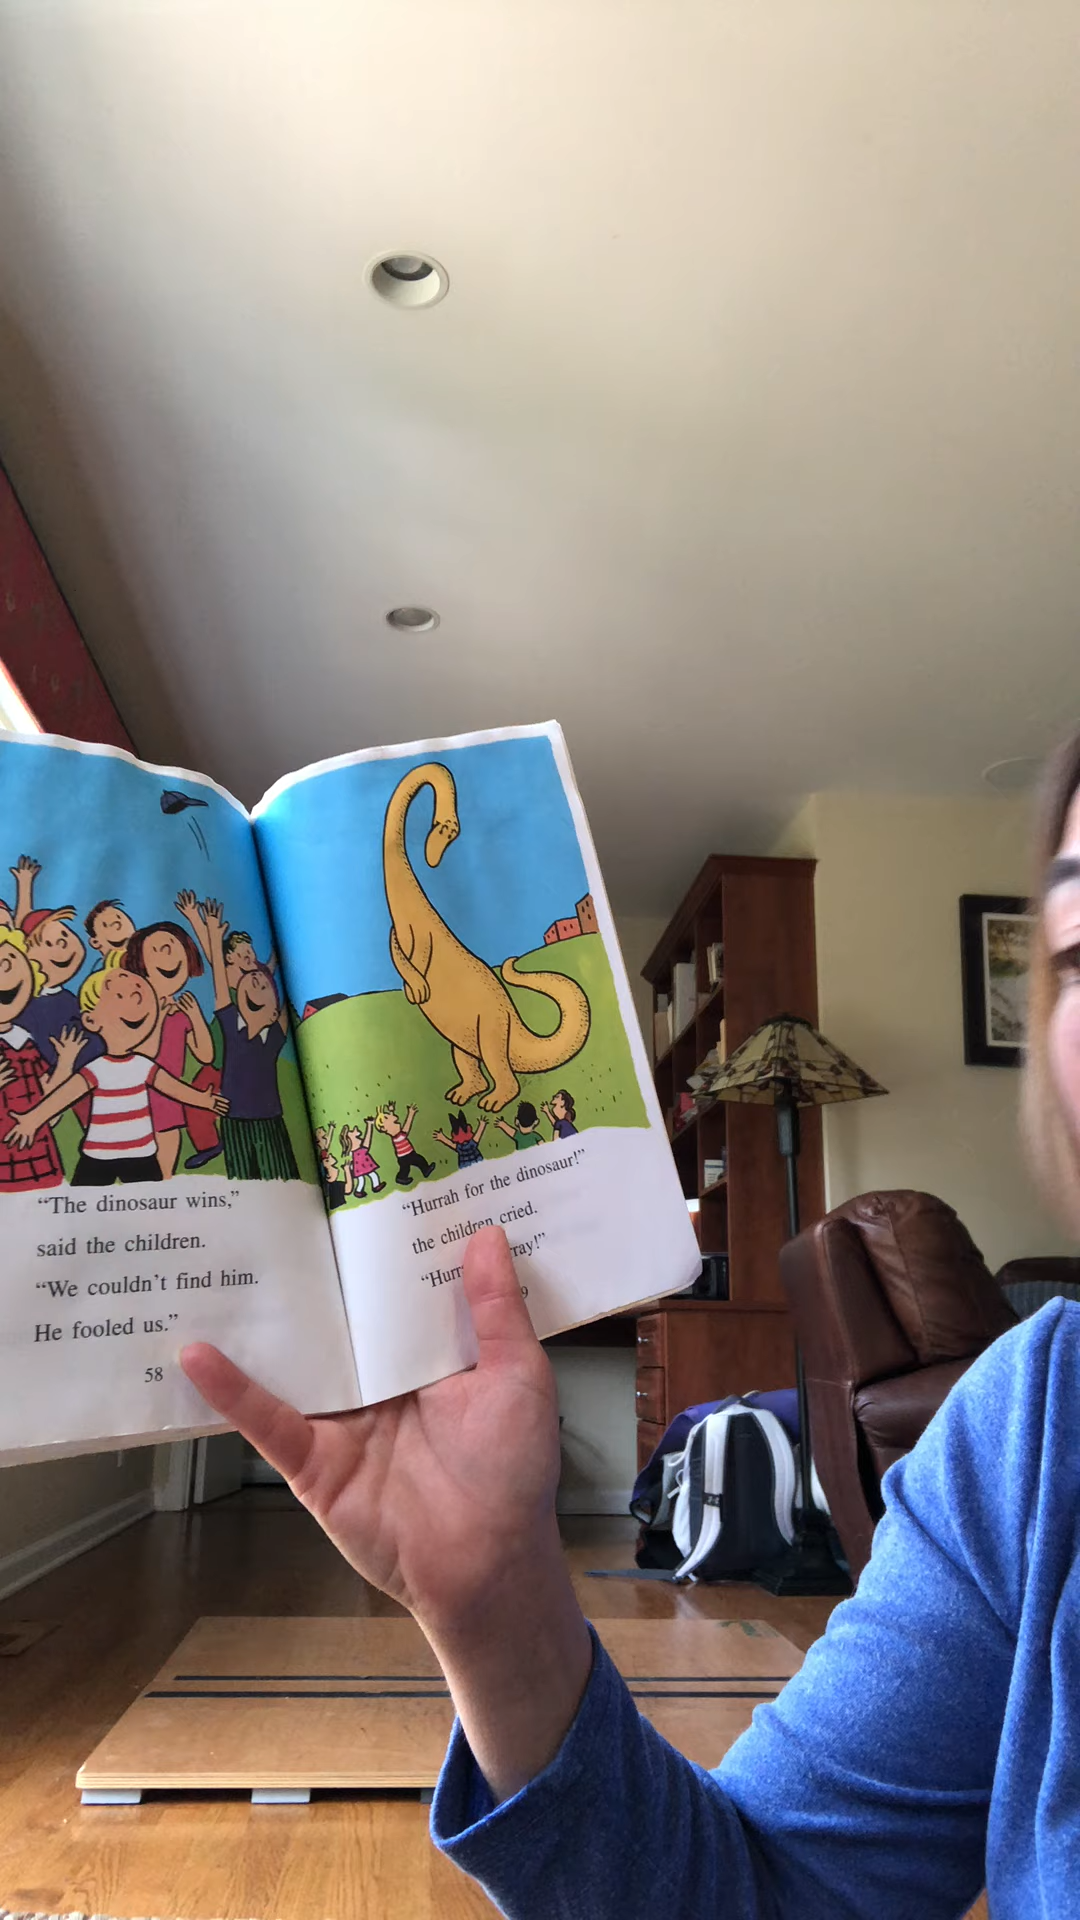 “The dinosaur wins,”
said the children.
“We couldn’t find him.
He fooled us.”
58
“Hurrah for the dinosaur!”
the children cried.